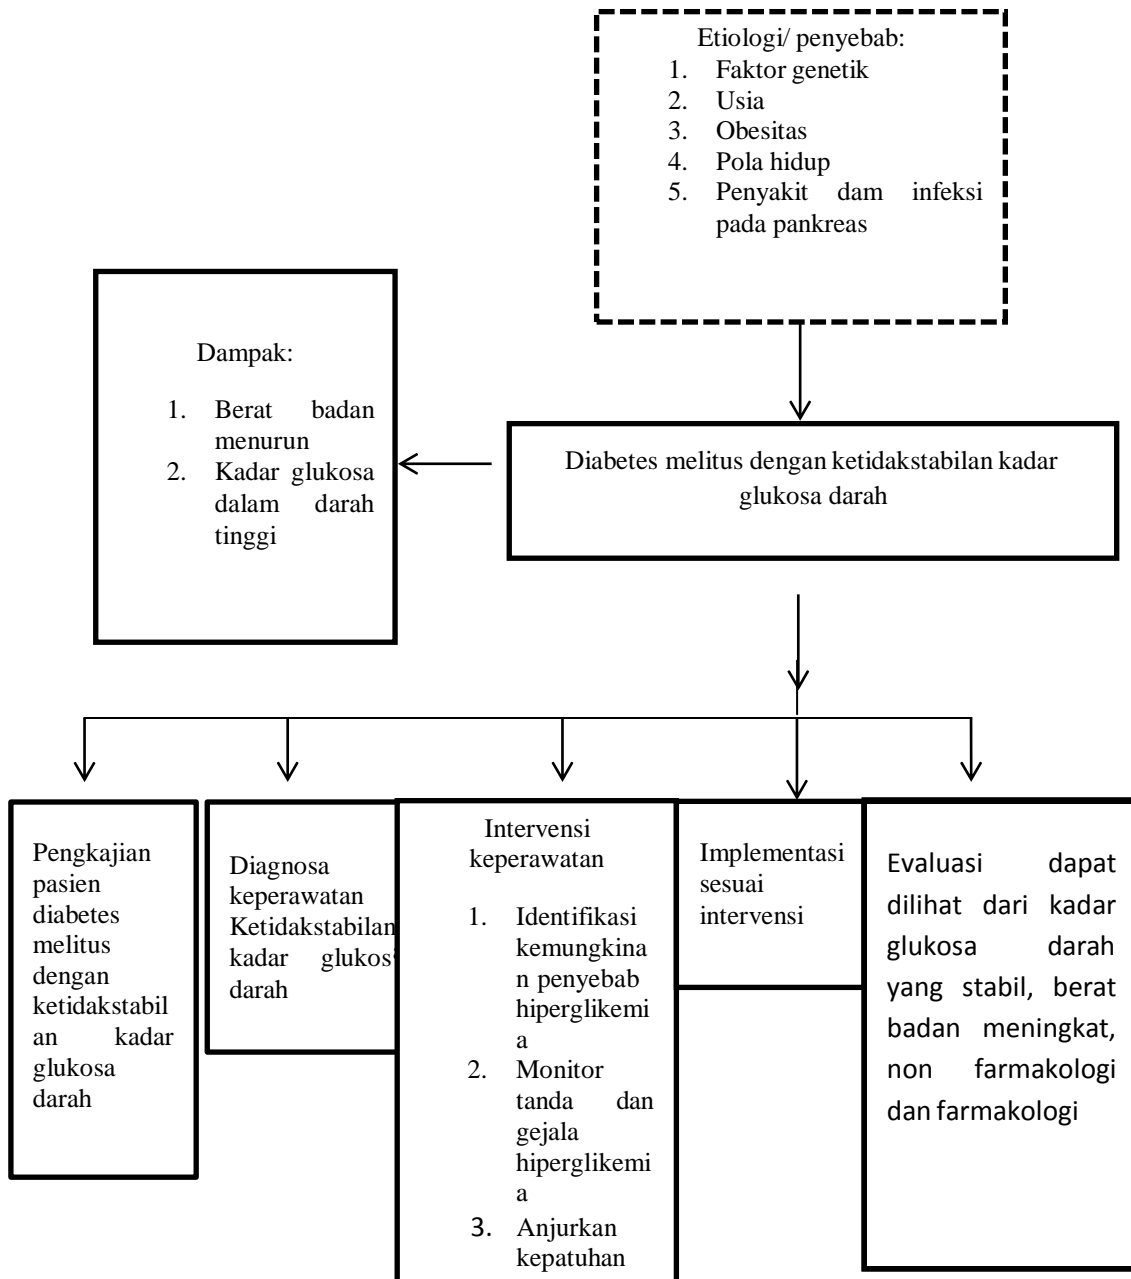 Etiologi/ penyebab:
1. Faktor genetik
2. Usia
3. Obesitas
4. Pola hidup
5. Penyakit dam infeksi
pada pankreas
Dampak:
1. Berat badan
menurun
2. Kadar glukosa
dalam darah
tinggi
Diabetes melitus dengan ketidakstabilan kadar
glukosa darah
Pengkajian
pasien
diabetes
melitus
dengan
ketidakstabil
an kadar
glukosa
darah
Diagnosa
keperawatan
Ketidakstabilan
kadar glukos
darah
Intervensi
keperawatan
1. Identifikasi
kemungkina
n penyebab
hiperglikemi
a
2. Monitor
tanda dan
gejala
hiperglikemi
a
3. Anjurkan
kepatuhan
Implementasi
sesuai
intervensi
Evaluasi dapat
dilihat dari kadar
glukosa darah
yang stabil, berat
badan meningkat,
non farmakologi
dan farmakologi